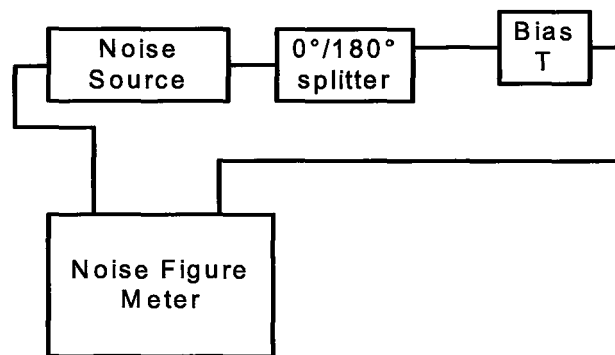 Noise
Source
0°/180°
splitter
Bias
T
Noise Figure
Meter